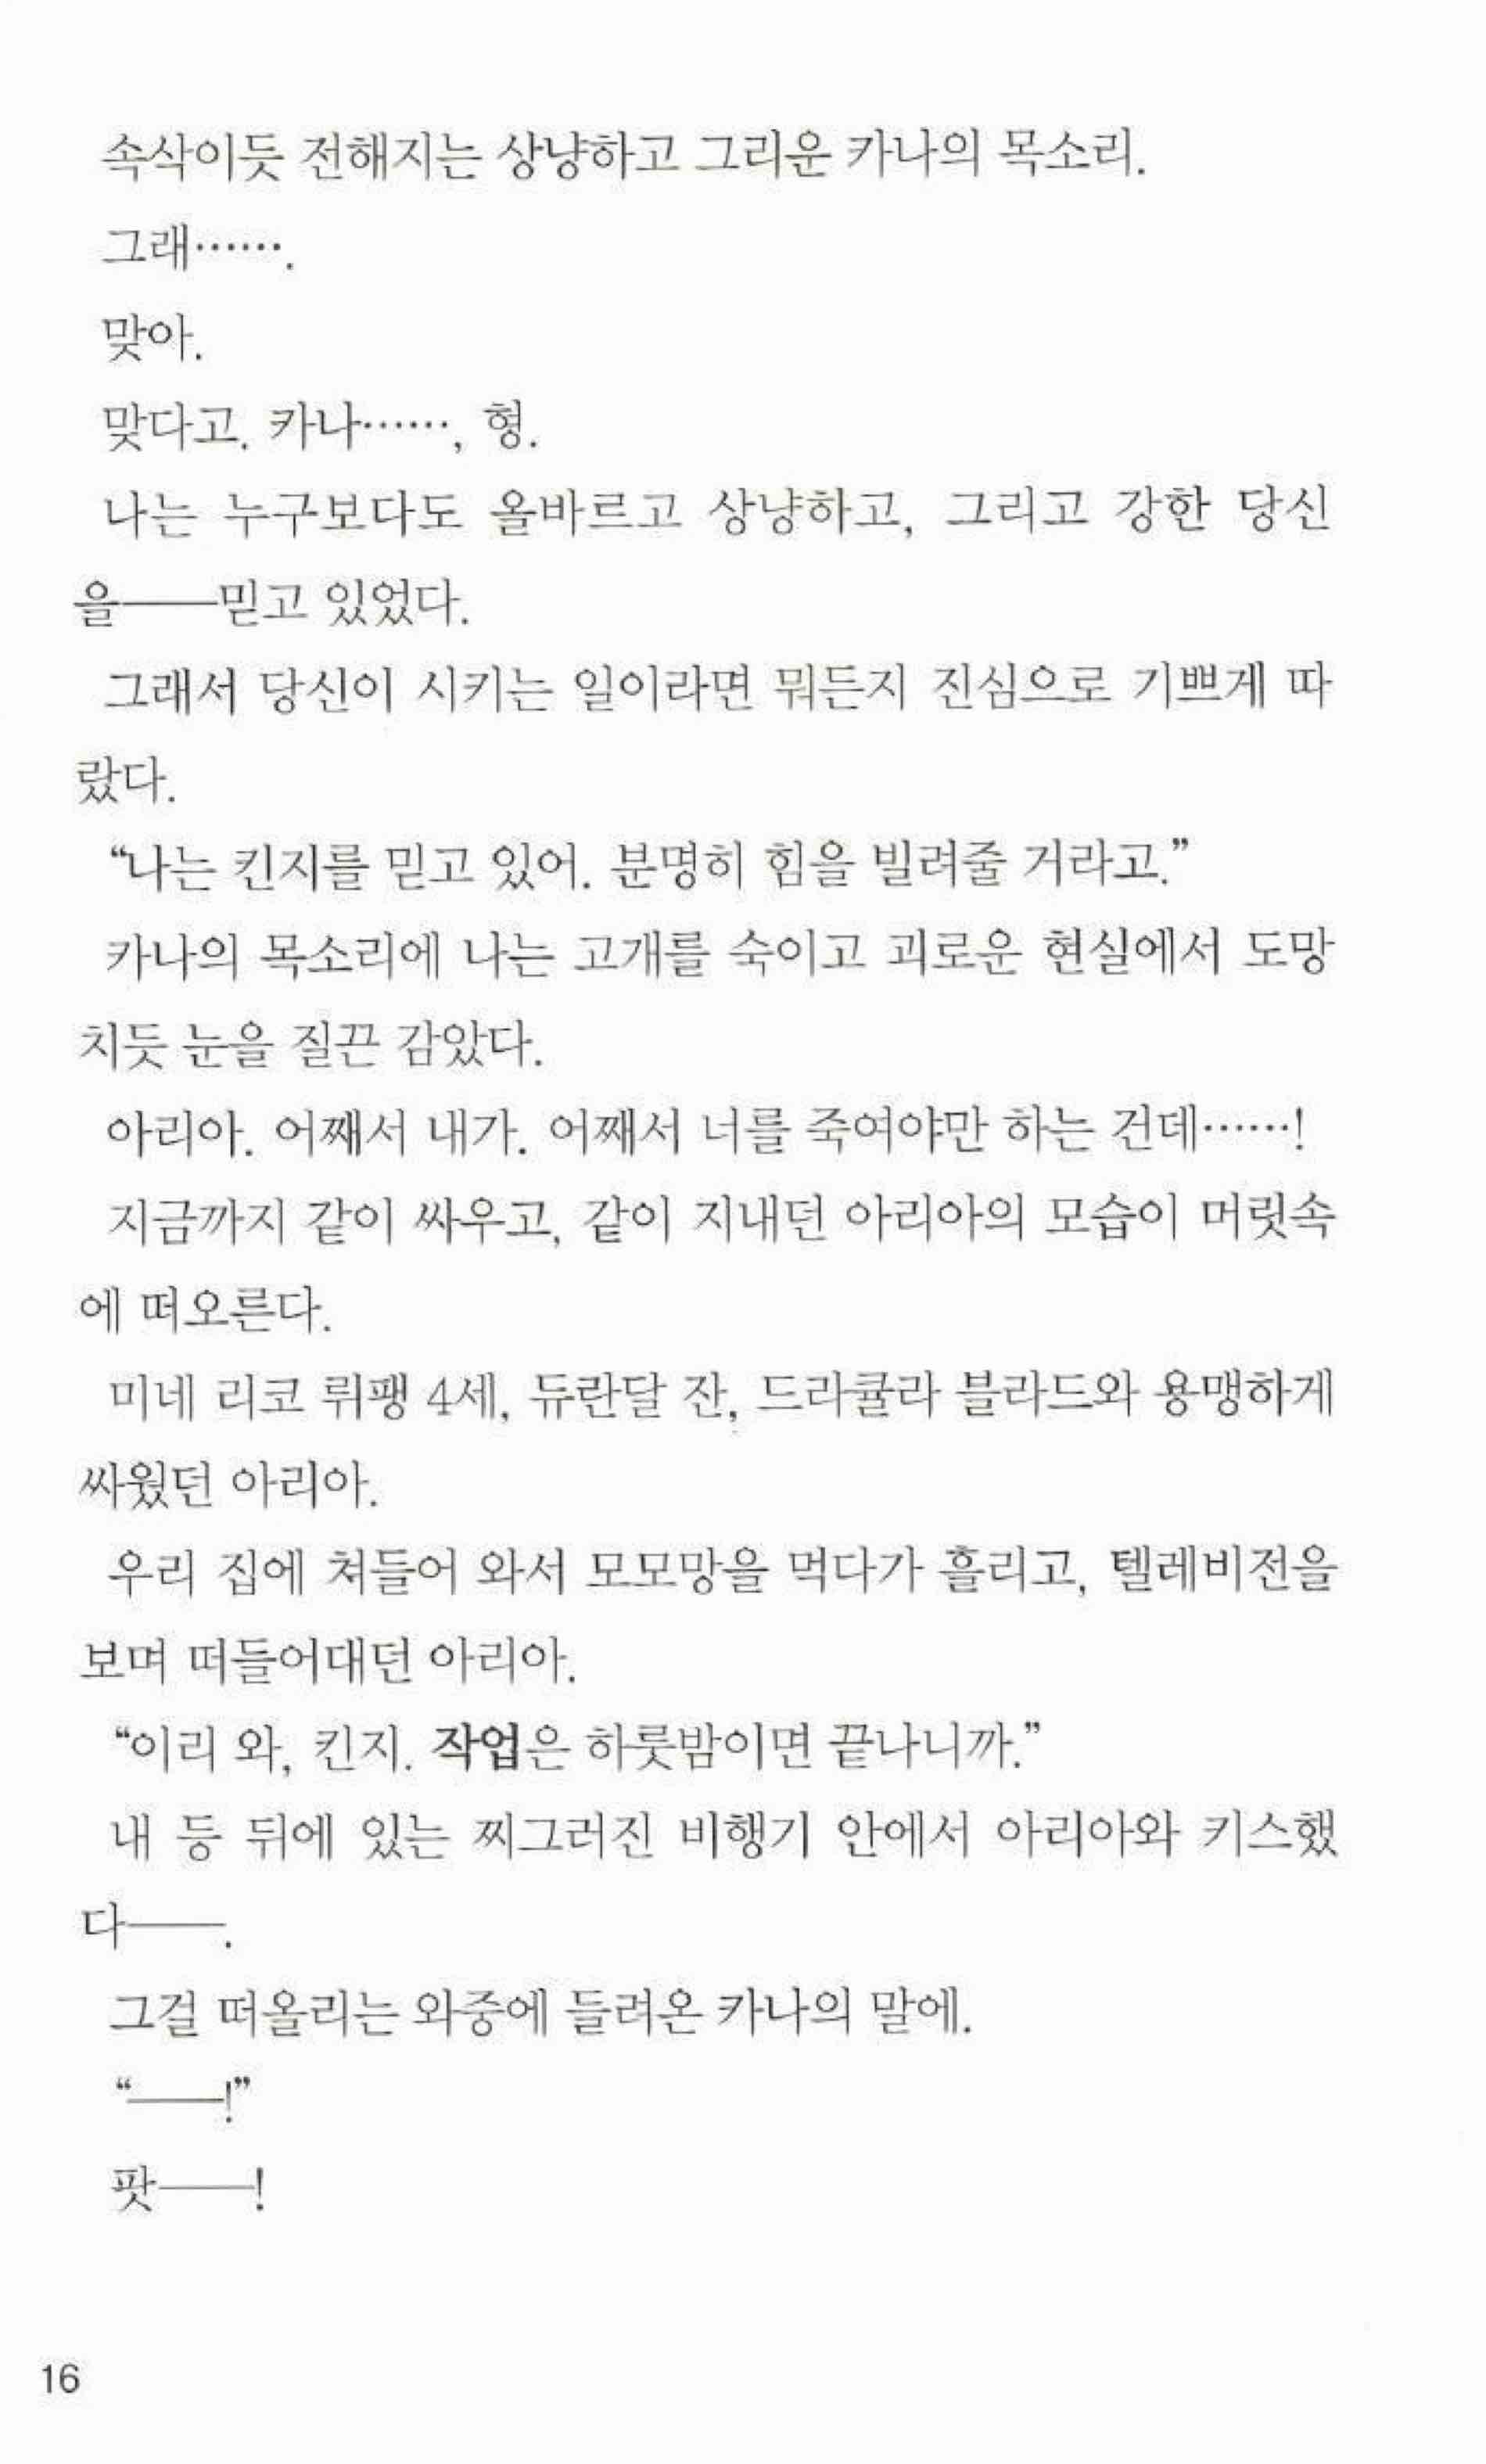 속삭이듯 전해지는 상냥하고 그리운 카나의 목소리.
그래…….
맞아.
맞다고. 카나……, 형.
나는 누구보다도 올바르고 상냥하고, 그리고 강한 당신
을──믿고 있었다.
그래서 당신이 시키는 일이라면 뭐든지 진심으로 기쁘게 따
랐다.
“나는 킨지를 믿고 있어. 분명히 힘을 빌려줄 거라고.”
카나의 목소리에 나는 고개를 숙이고 괴로운 현실에서 도망
치듯 눈을 질끈 감았다.
아리아. 어째서 내가. 어째서 너를 죽여야만 하는 건데……!
지금까지 같이 싸우고, 같이 지내던 아리아의 모습이 머릿속
에 떠오른다.
미네 리코 뤼팽 4세, 듀란달 잔, 드라큘라 블라드와 용맹하게
싸웠던 아리아.
우리 집에 쳐들어 와서 모모망을 먹다가 흘리고, 텔레비전을
보며 떠들어대던 아리아.
“이리 와, 킨지. 작업은 하룻밤이면 끝나니까.”
내 등 뒤에 있는 찌그러진 비행기 안에서 아리아와 키스했
다──.
그걸 떠올리는 와중에 들려온 카나의 말에.
“──!”
팟──!
16